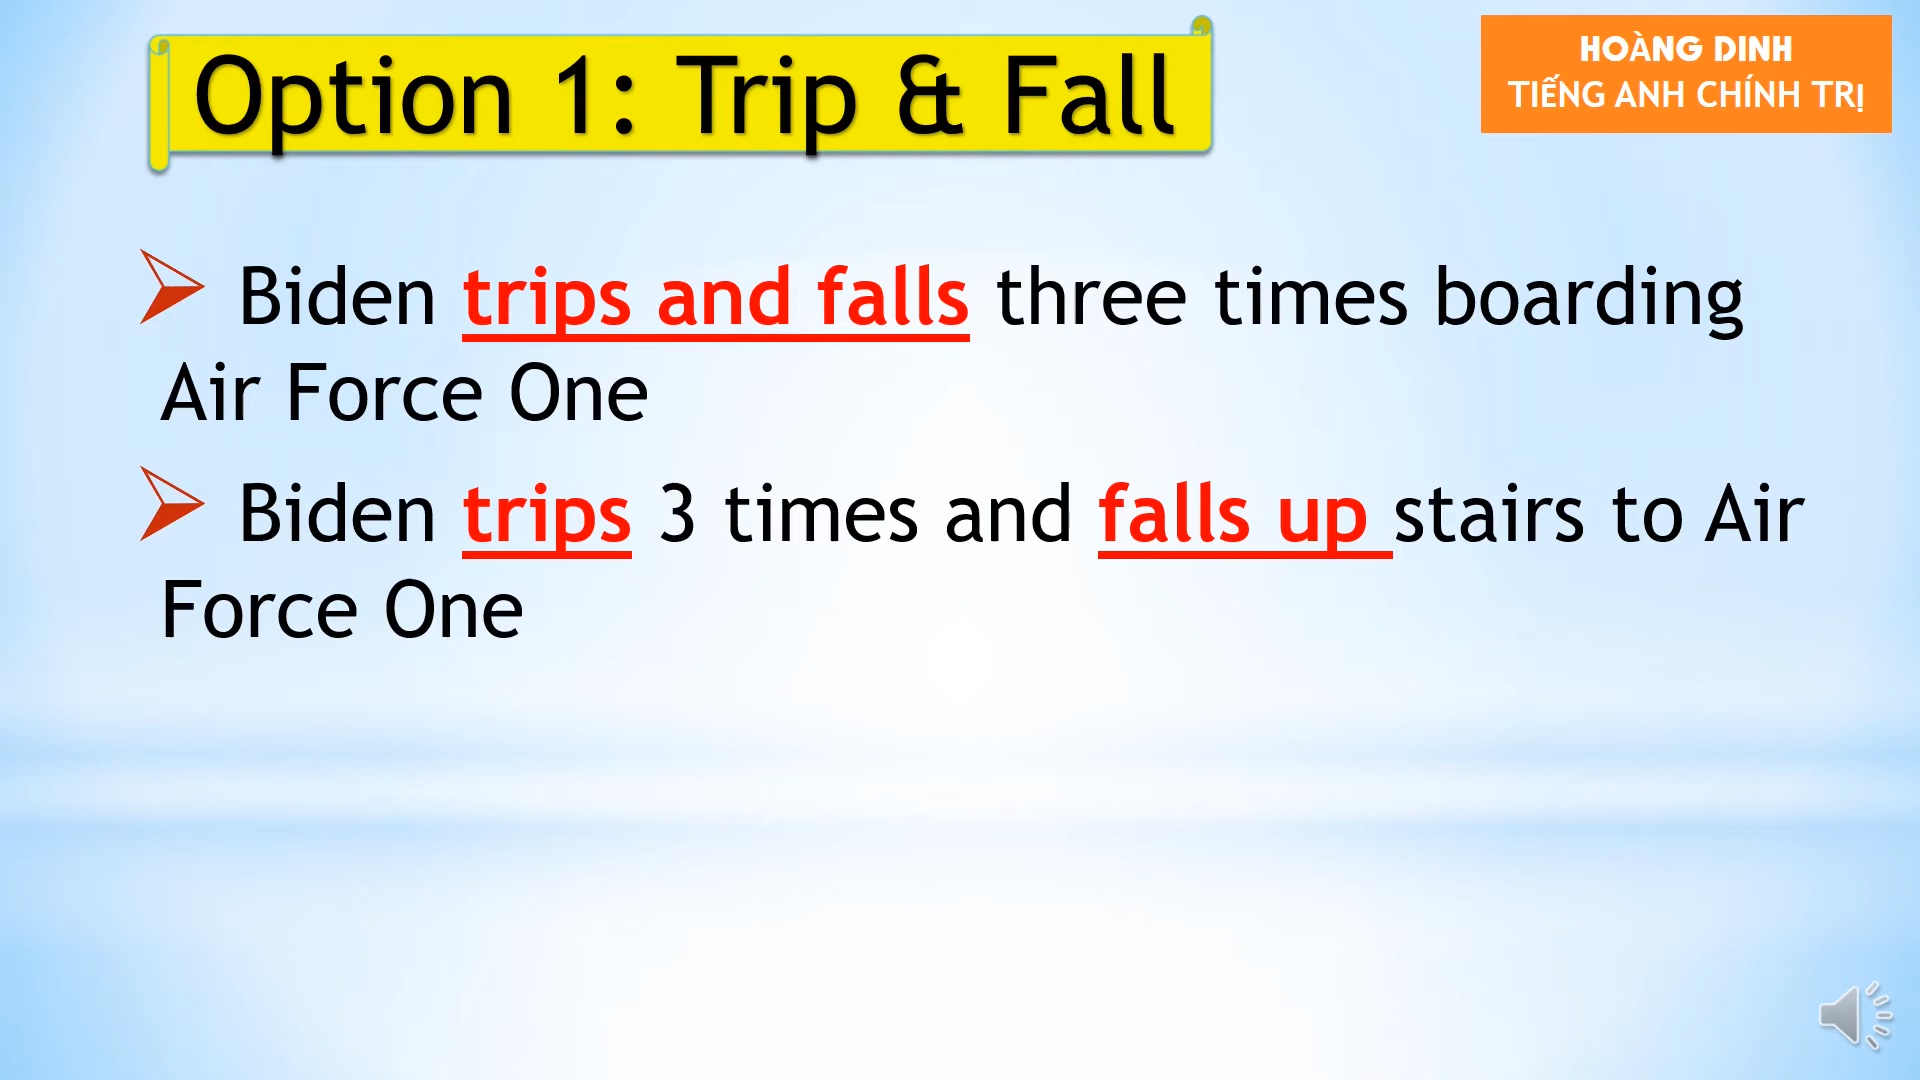 Option 1: Trip & Fall
HOÀNG DINH
TIẾNG ANH CHÍNH TRỊ
Biden trips and falls three times boarding
Air Force One
Biden trips 3 times and falls up stairs to Air
Force One